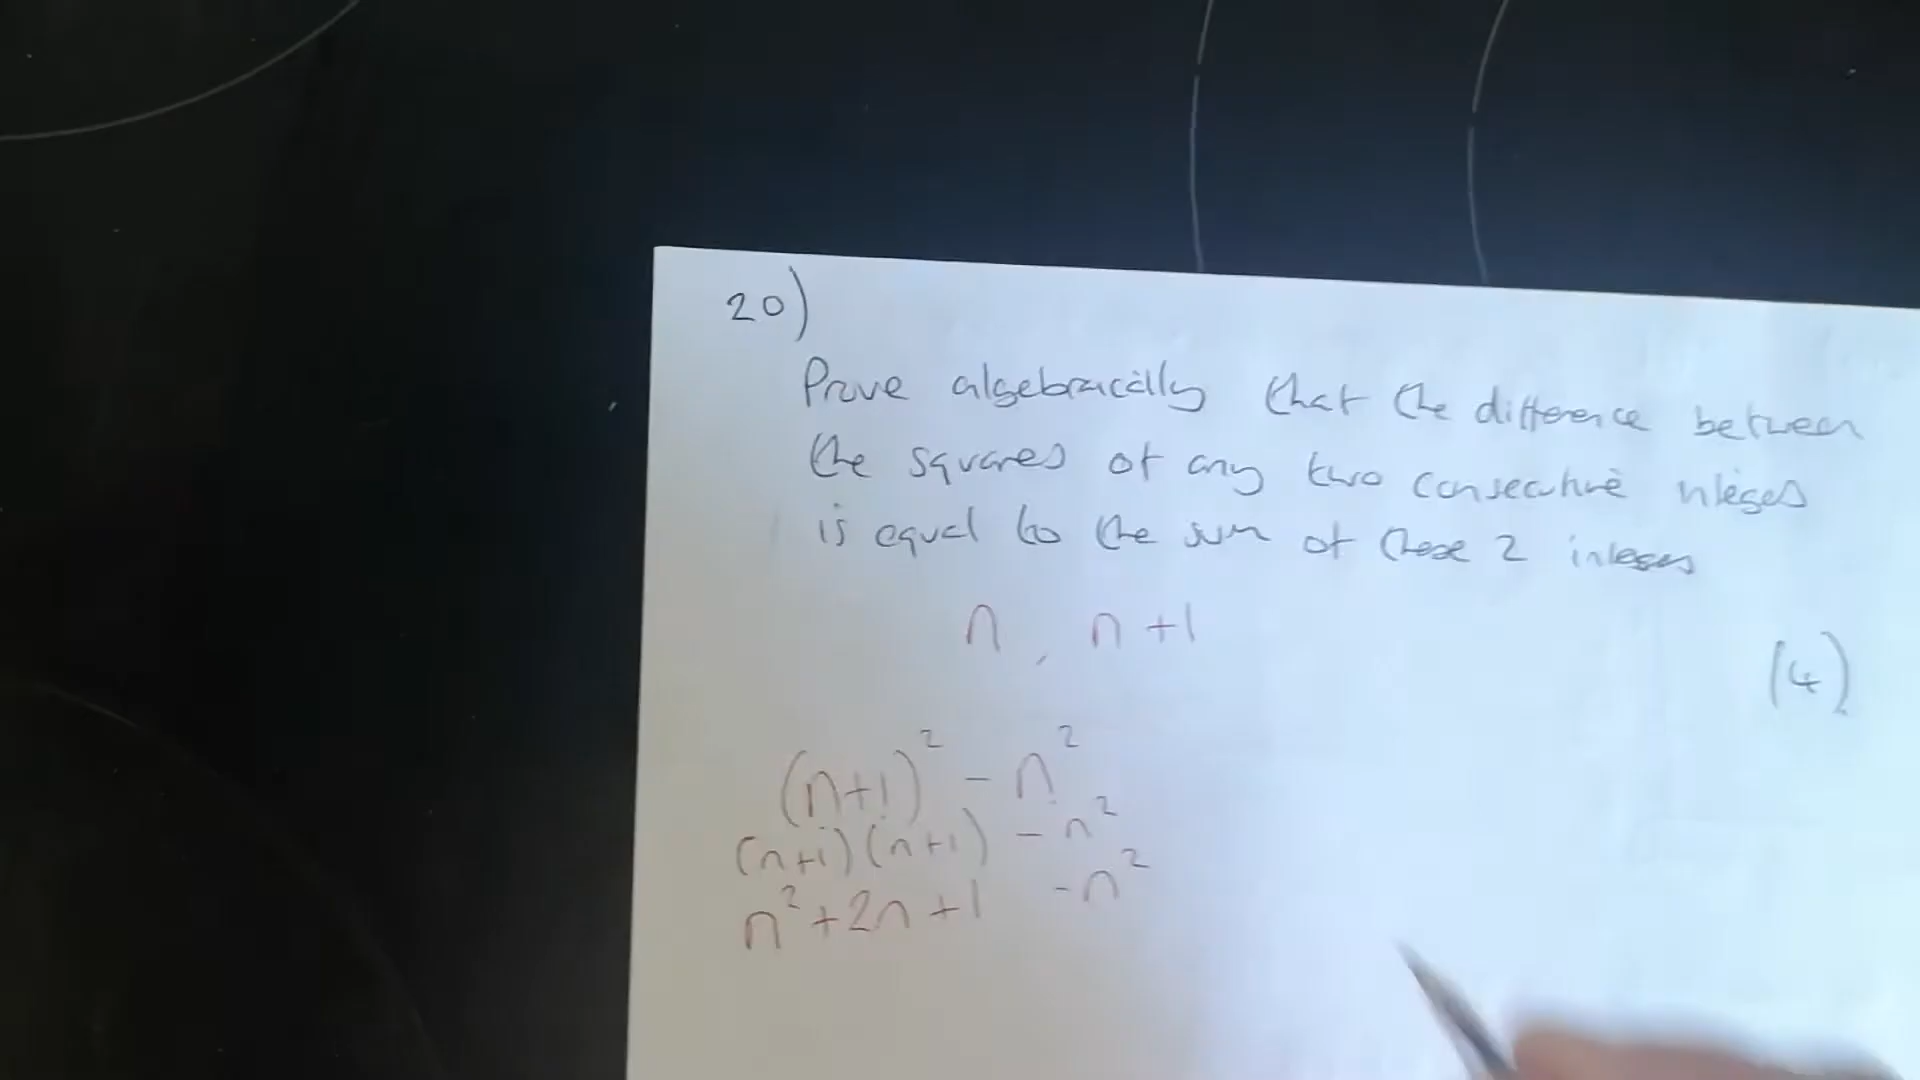 20)
Prove algebraically that the difference between
the squares of any two consecutive integers
is equal to the sum of these 2 integers
n , n+1
(4)
(n+1)² - n²
(n+1)(n+1) - n²
n²+2n+1 -n²